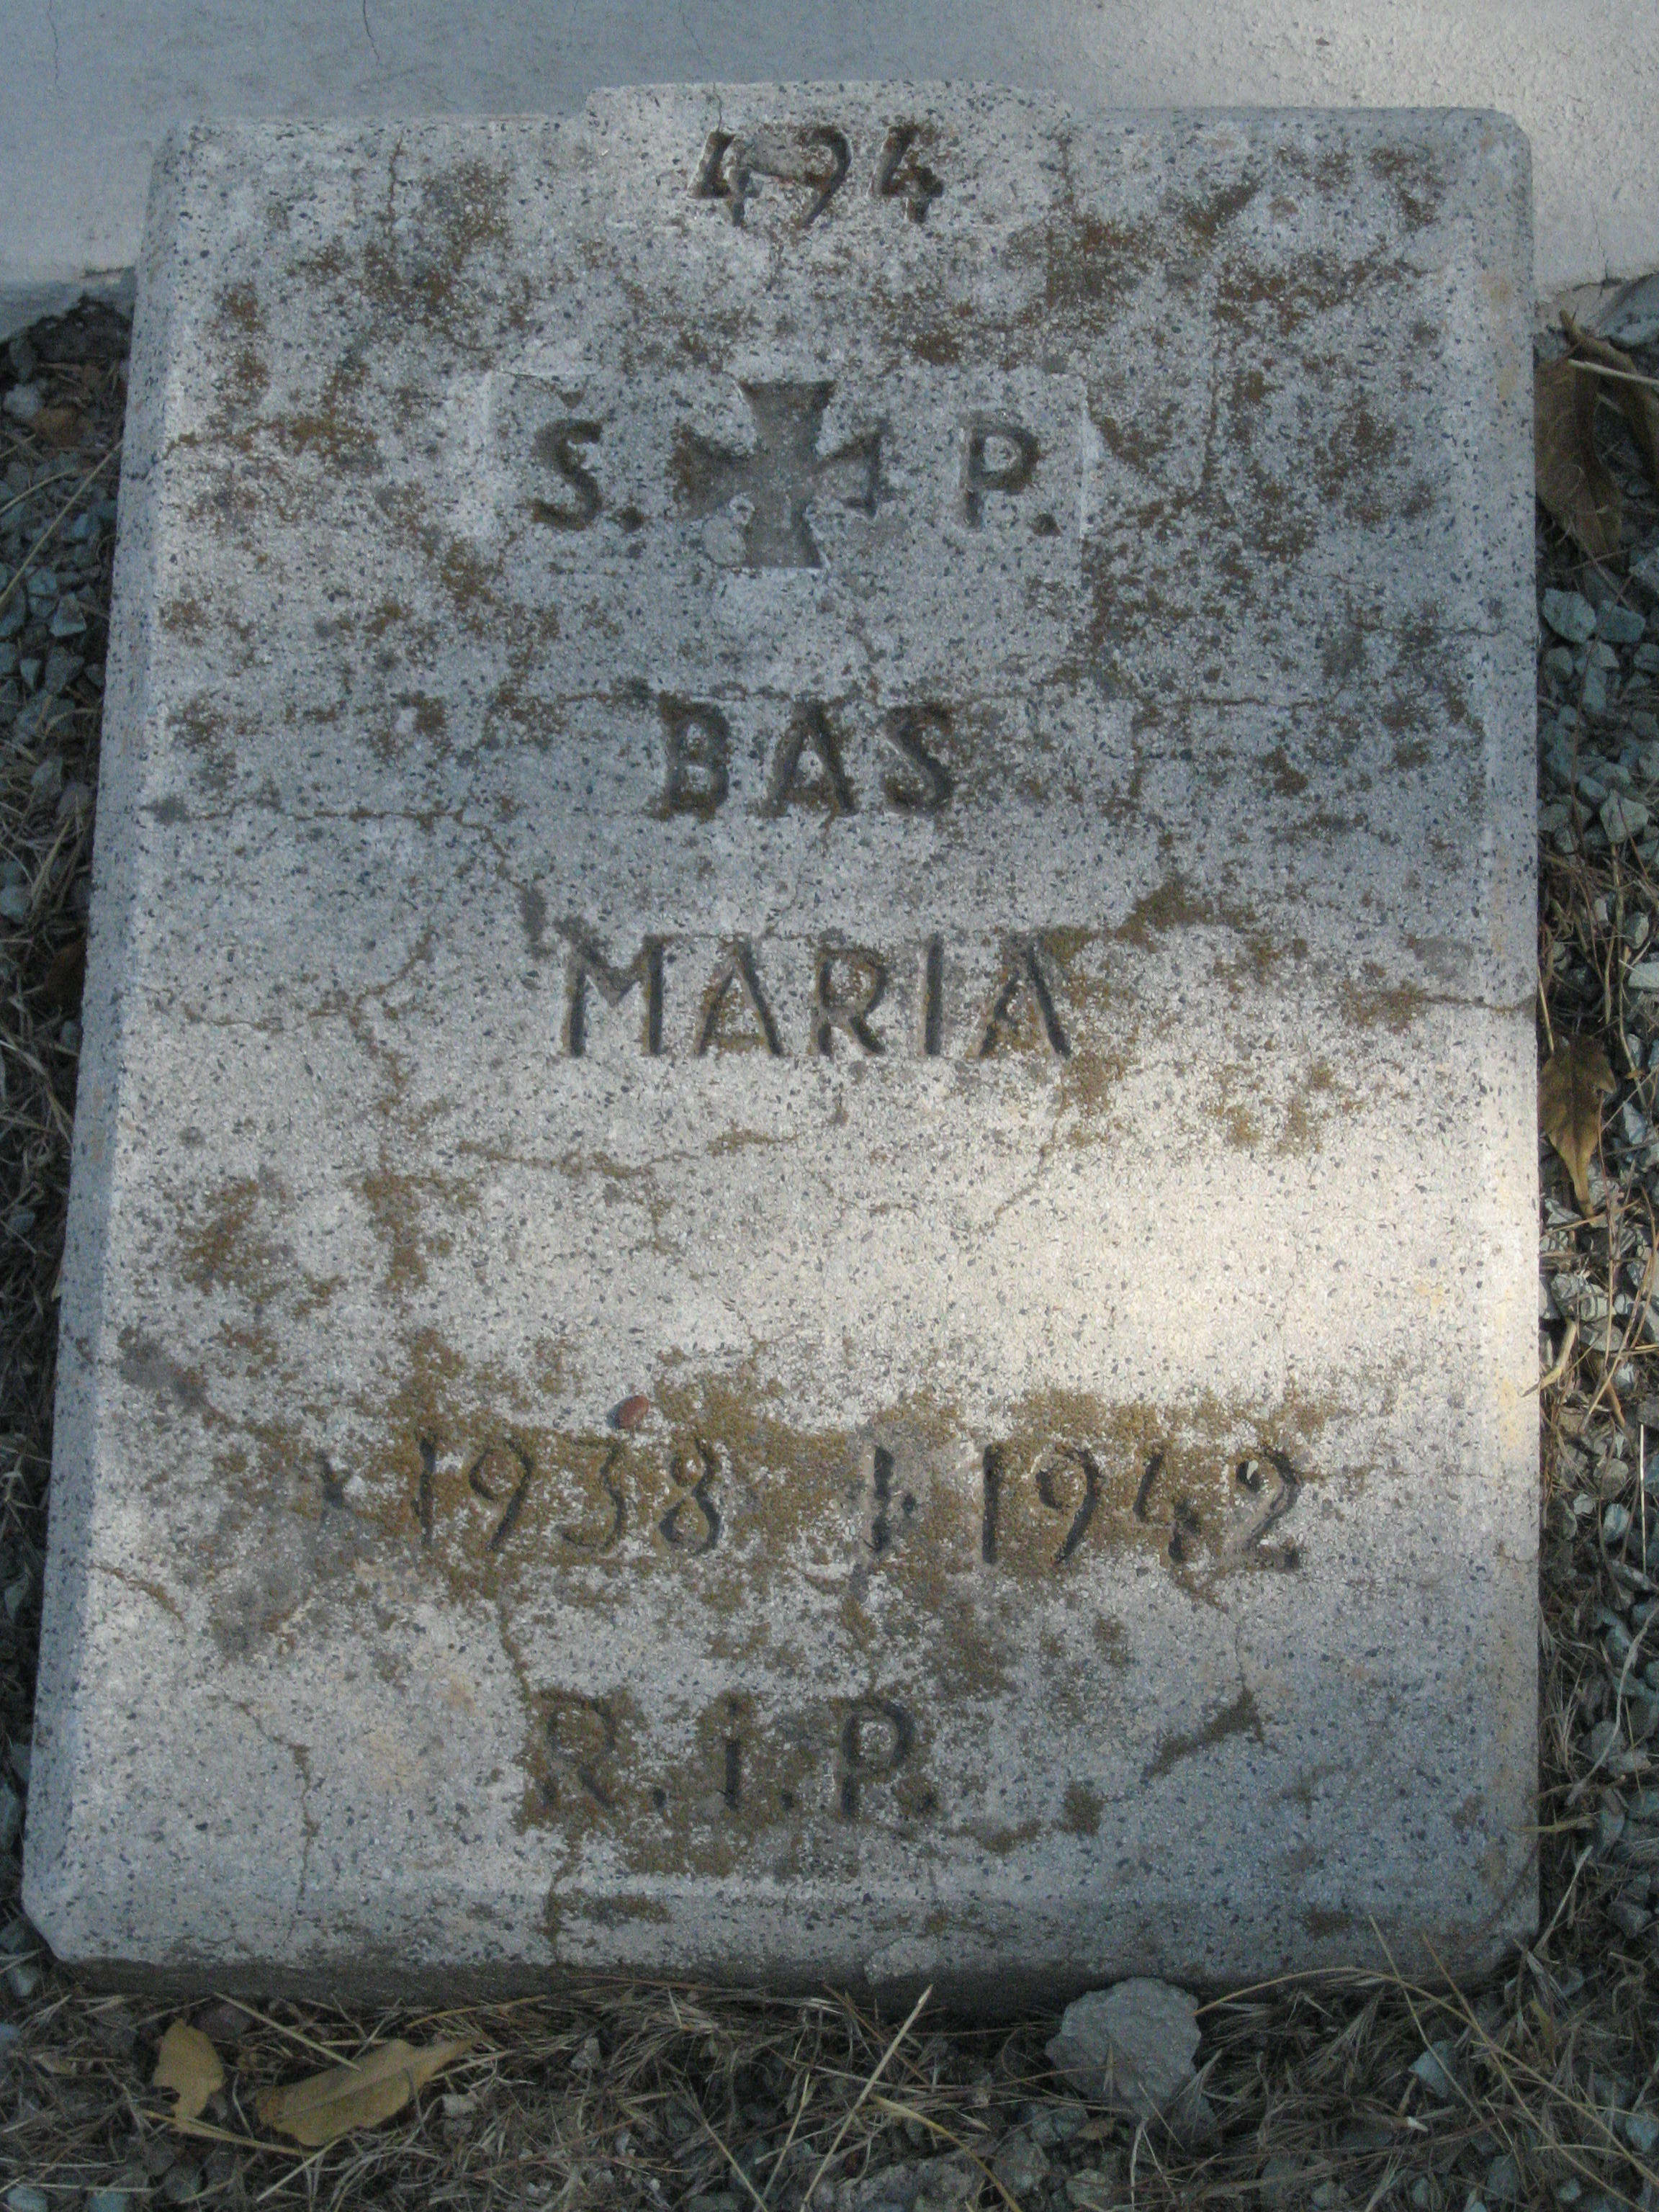 494
Ś. P.
BAS
MARIA
* 1938 † 1942
R.i.P.